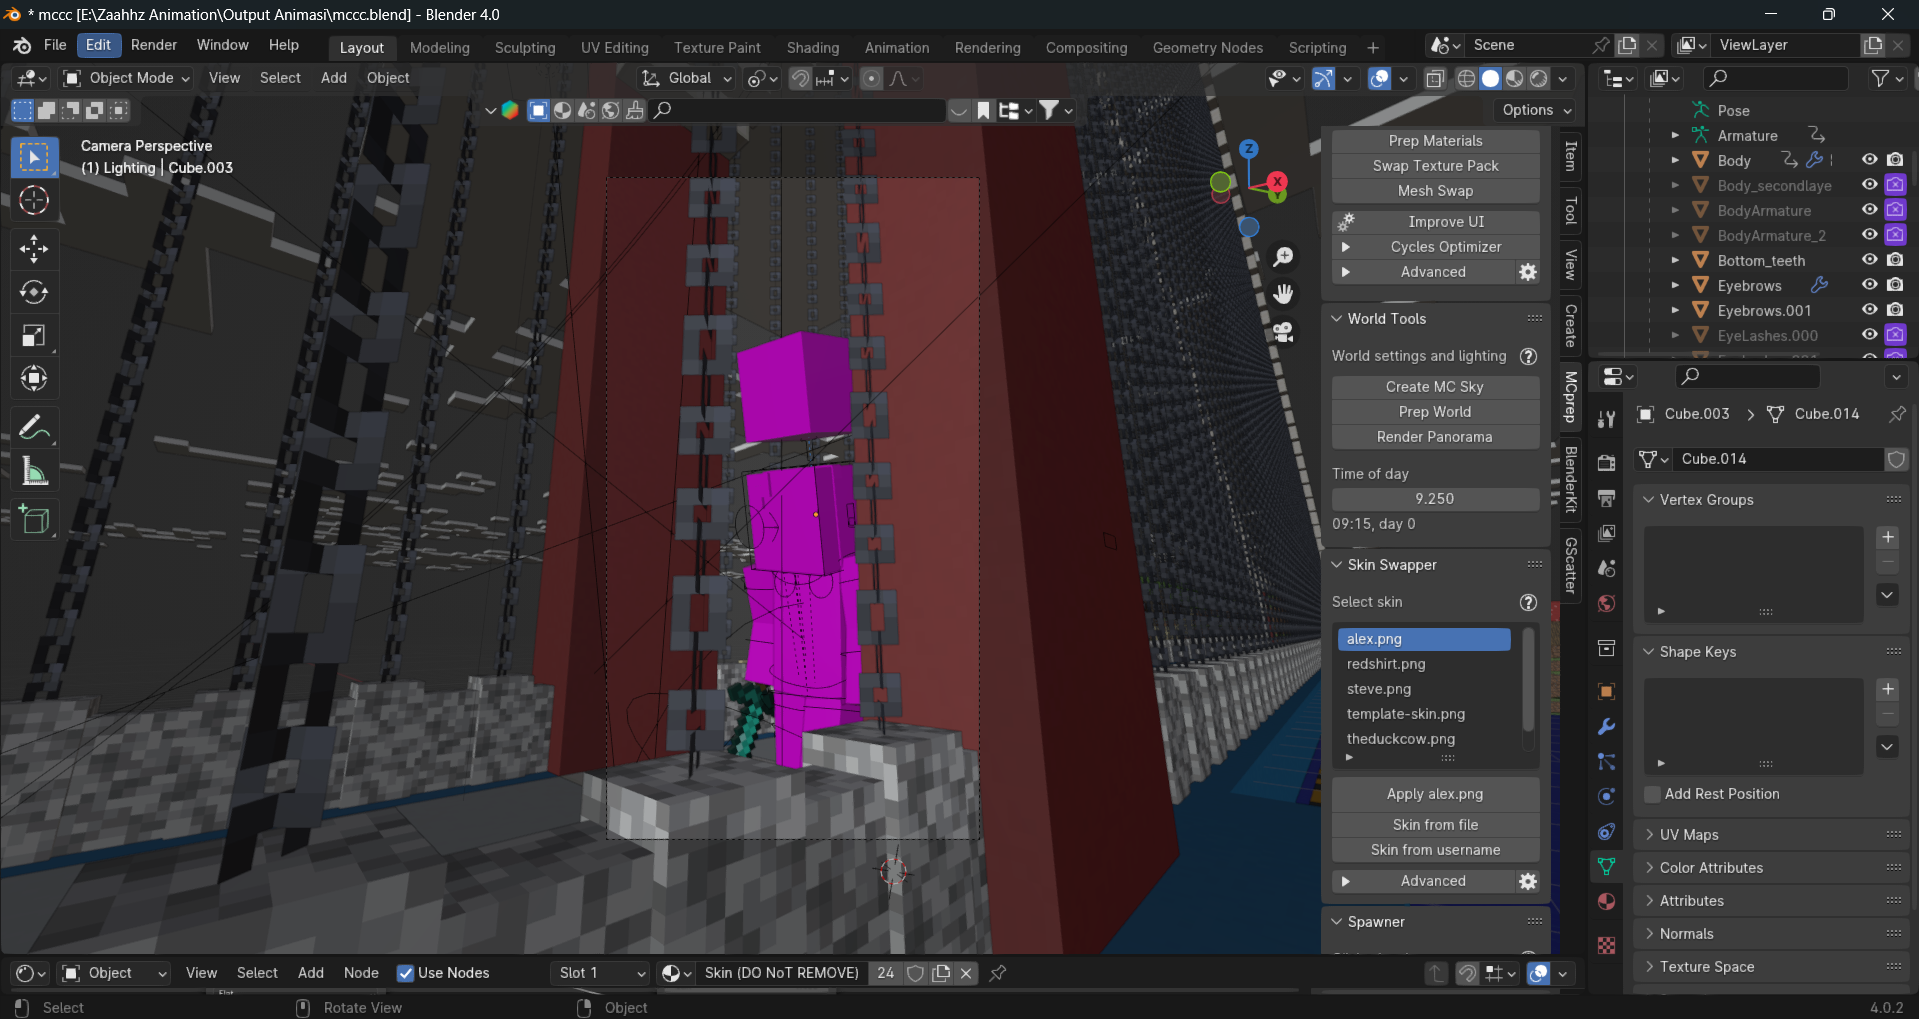 * mccc [E:\Zaahhz Animation\Output Animasi\mccc.blend] - Blender 4.0
File Edit Render Window Help
Layout Modeling Sculpting UV Editing Texture Paint Shading Animation Rendering Compositing Geometry Nodes Scripting +
Scene
ViewLayer
Object Mode View Select Add Object
Global
Options
Camera Perspective
(1) Lighting | Cube.003
Z
X
Y
Item
Tool
View
Create
MCprep
BlenderKit
GScatter
Prep Materials
Swap Texture Pack
Mesh Swap
Improve UI
Cycles Optimizer
Advanced
World Tools
World settings and lighting
Create MC Sky
Prep World
Render Panorama
Time of day
9.250
09:15, day 0
Skin Swapper
Select skin
alex.png
redshirt.png
steve.png
template-skin.png
theduckcow.png
Apply alex.png
Skin from file
Skin from username
Advanced
Spawner
Pose
Armature
Body
Body_secondlaye
BodyArmature
BodyArmature_2
Bottom_teeth
Eyebrows
Eyebrows.001
EyeLashes.000
Cube.003 > Cube.014
Cube.014
Vertex Groups
Shape Keys
Add Rest Position
UV Maps
Color Attributes
Attributes
Normals
Texture Space
Object View Select Add Node Use Nodes Slot 1 Skin (DO NoT REMOVE) 24
Select Rotate View Object 4.0.2